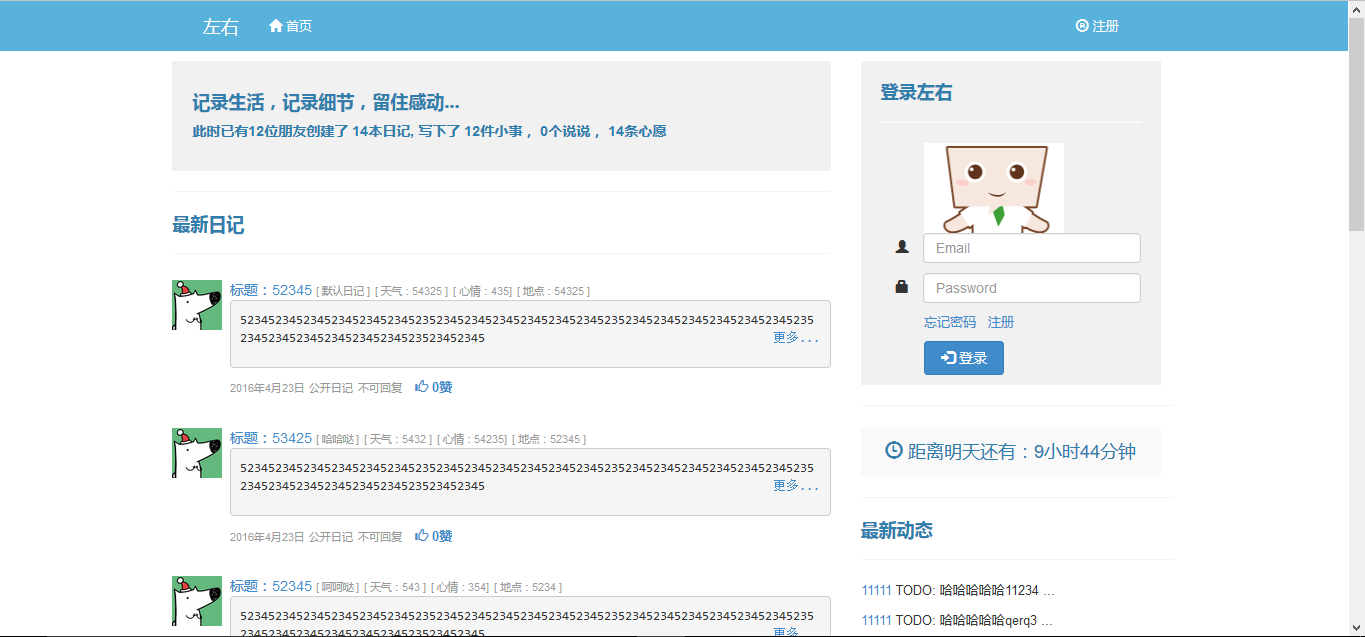 左右 首页 注册
记录生活，记录细节，留住感动...
此时已有12位朋友创建了 14本日记, 写下了 12件小事， 0个说说， 14条心愿
最新日记
标题：52345 [ 默认日记 ] [ 天气 : 54325 ] [ 心情 : 435] [ 地点 : 54325 ]
更多...
2016年4月23日 公开日记 不可回复 0赞
标题：53425 [ 哈哈哒 ] [ 天气 : 5432 ] [ 心情 : 54235] [ 地点 : 52345 ]
更多...
2016年4月23日 公开日记 不可回复 0赞
标题：52345 [ 呵呵哒 ] [ 天气 : 543 ] [ 心情 : 354] [ 地点 : 5234 ]
更多...
登录左右
Email
Password
忘记密码 注册
登录
距离明天还有：9小时44分钟
最新动态
11111 TODO: 哈哈哈哈哈11234 ...
11111 TODO: 哈哈哈哈哈qerq3 ...